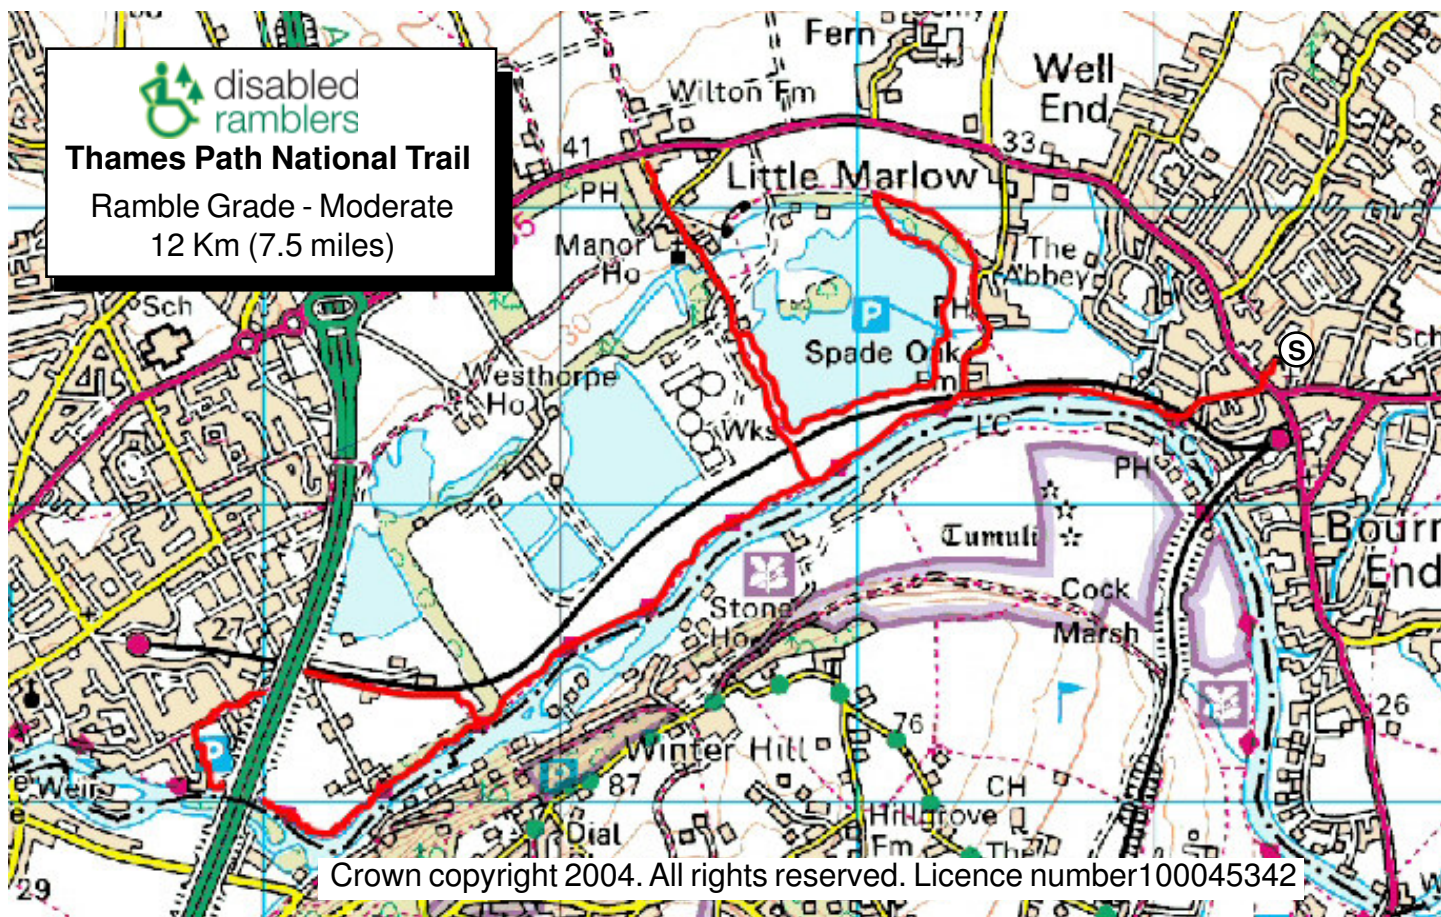 disabled
ramblers
Thames Path National Trail
Ramble Grade - Moderate
12 Km (7.5 miles)
Fern
Well
End
Wilton Fm
41
33
PH
Little Marlow
Manor
Ho
The
Abbey
Sch
30
P
PH
S
Sch
Spade Oak
Fm
Westhorpe
Ho
Wks
LC
LC
PH
Tumuli
Bourn
End
Cock
Marsh
Stone
Ho
27
26
76
P
Winter Hill
P
87
CH
Weir
Hillgrove
Fm
Dial
The
29
Crown copyright 2004. All rights reserved. Licence number100045342